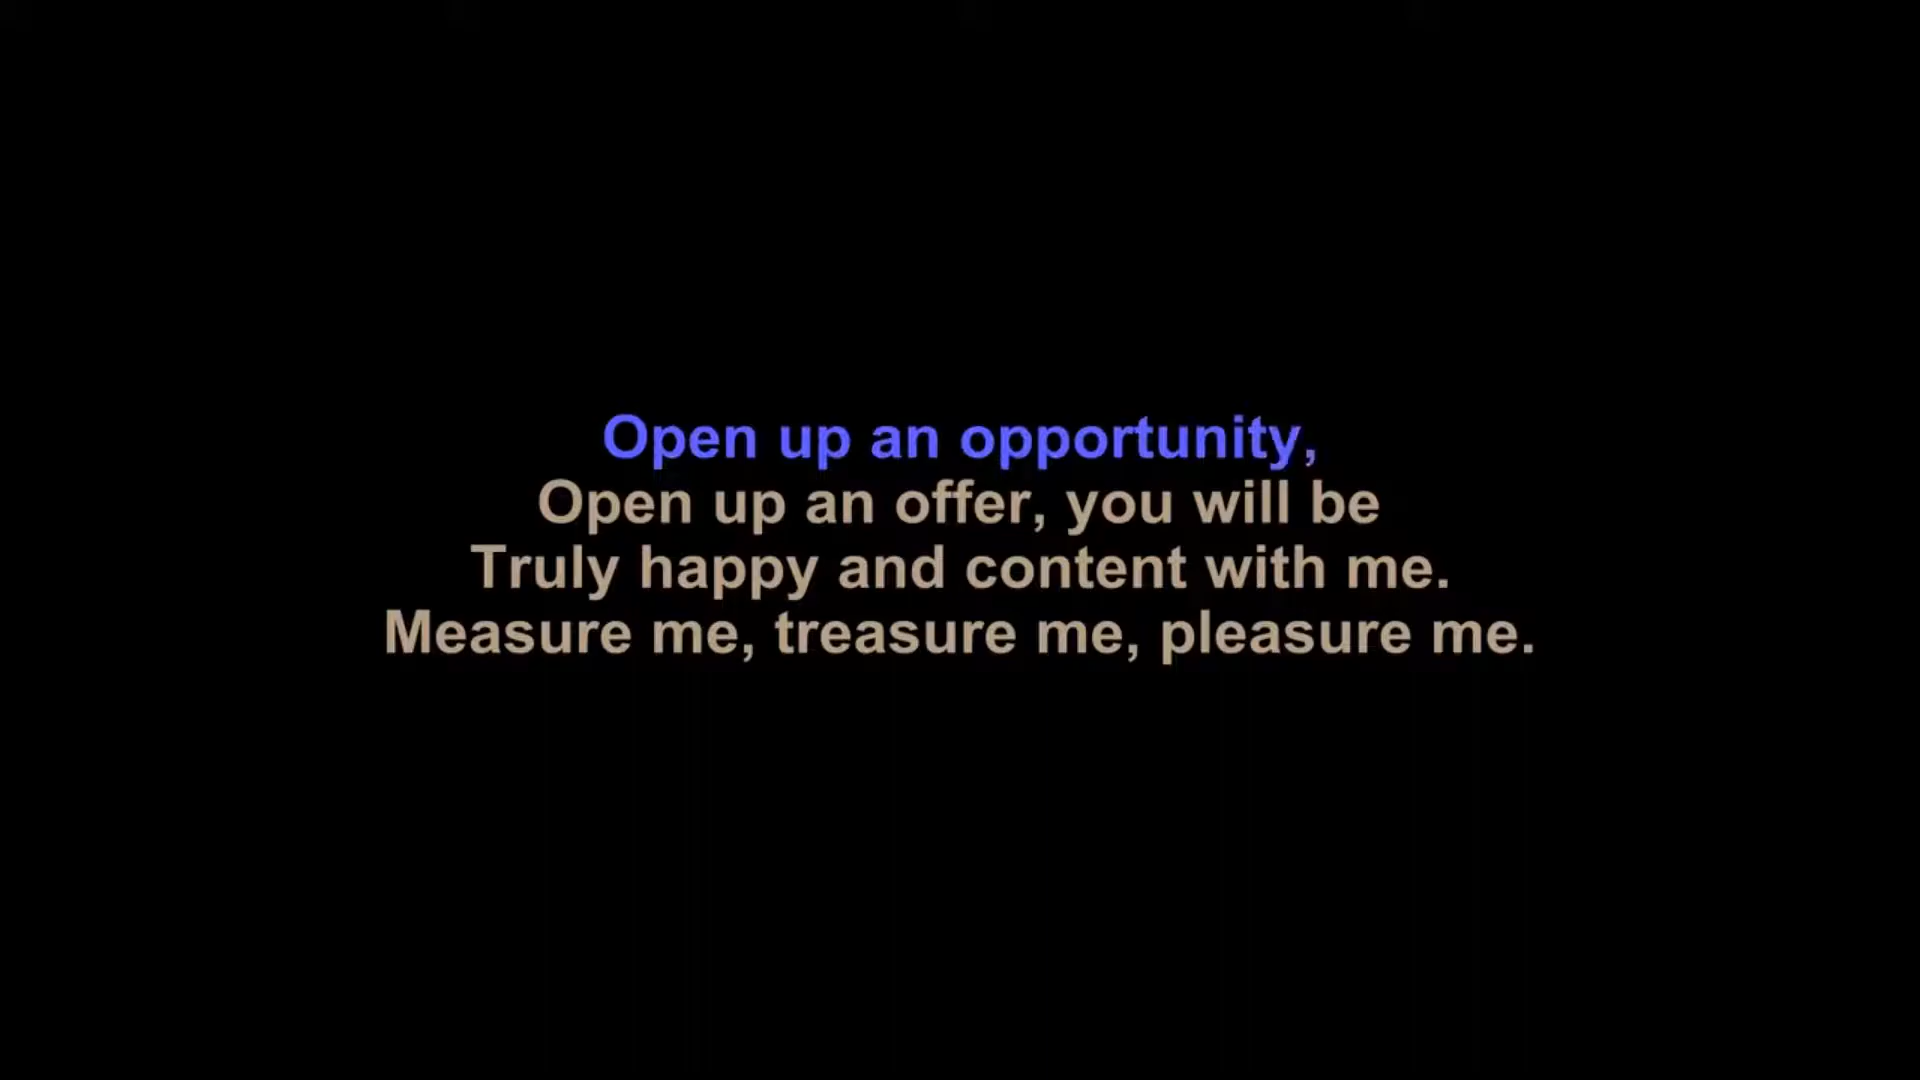 Open up an opportunity,
Open up an offer, you will be
Truly happy and content with me.
Measure me, treasure me, pleasure me.